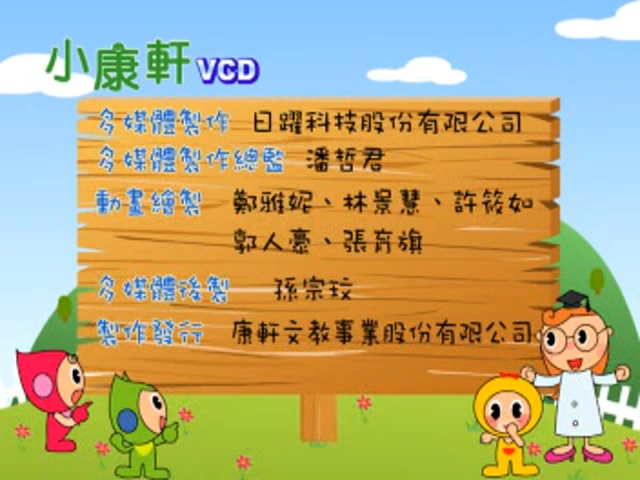 小康軒VCD
多媒體製作 日躍科技股份有限公司
多媒體製作總監 潘哲君
動畫繪製 鄭雅妮、林景慧、許筱如
郭人豪、張育旗
多媒體後製 孫宗玟
製作發行 康軒文教事業股份有限公司